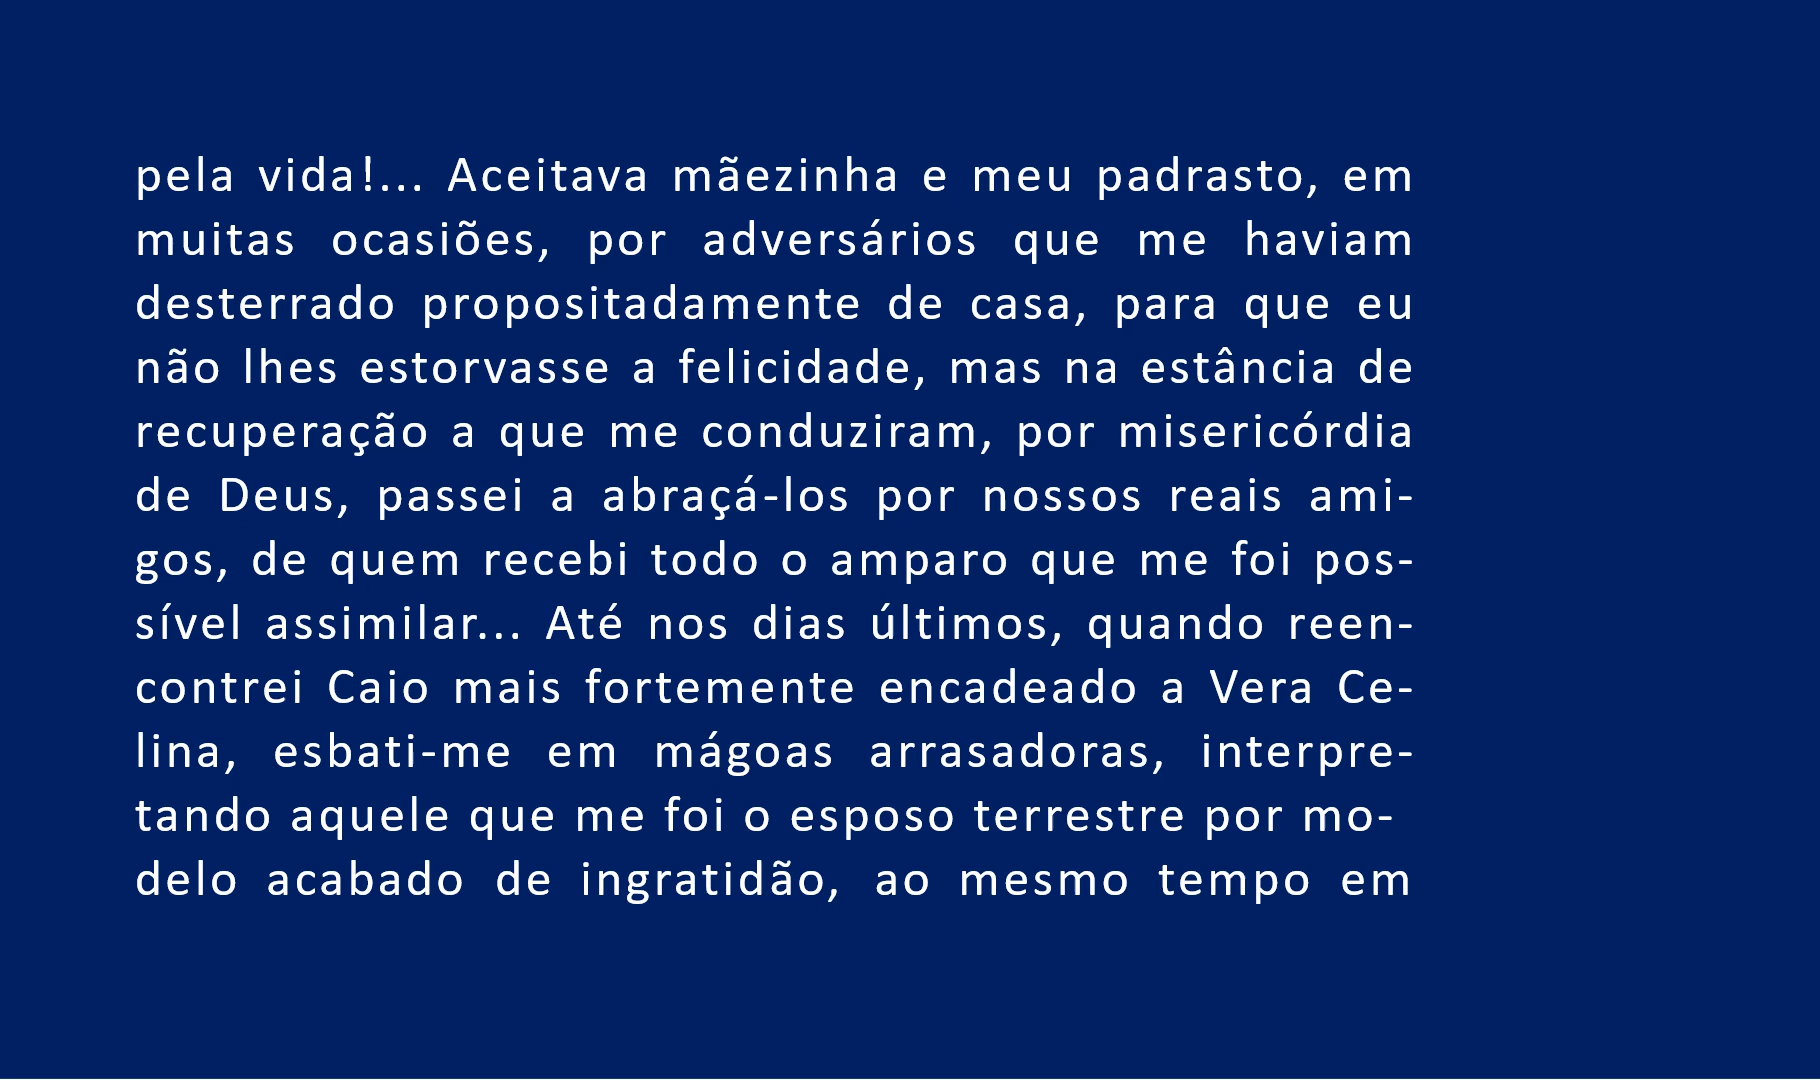 pela vida!... Aceitava mãezinha e meu padrasto, em
muitas ocasiões, por adversários que me haviam
desterrado propositadamente de casa, para que eu
não lhes estorvasse a felicidade, mas na estância de
recuperação a que me conduziram, por misericórdia
de Deus, passei a abraçá-los por nossos reais ami-
gos, de quem recebi todo o amparo que me foi pos-
sível assimilar... Até nos dias últimos, quando reen-
contrei Caio mais fortemente encadeado a Vera Ce-
lina, esbati-me em mágoas arrasadoras, interpre-
tando aquele que me foi o esposo terrestre por mo-
delo acabado de ingratidão, ao mesmo tempo em